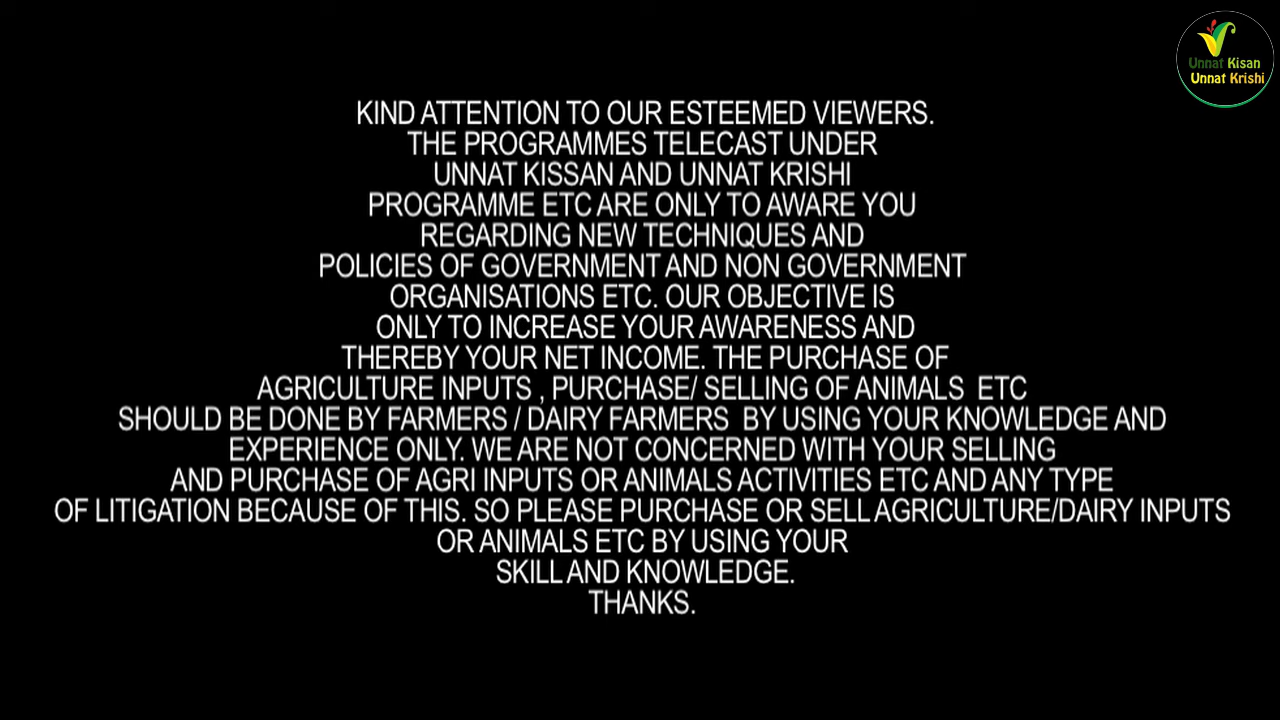 Unnat Kisan
Unnat Krishi
KIND ATTENTION TO OUR ESTEEMED VIEWERS.
THE PROGRAMMES TELECAST UNDER
UNNAT KISSAN AND UNNAT KRISHI
PROGRAMME ETC ARE ONLY TO AWARE YOU
REGARDING NEW TECHNIQUES AND
POLICIES OF GOVERNMENT AND NON GOVERNMENT
ORGANISATIONS ETC. OUR OBJECTIVE IS
ONLY TO INCREASE YOUR AWARENESS AND
THEREBY YOUR NET INCOME. THE PURCHASE OF
AGRICULTURE INPUTS , PURCHASE/ SELLING OF ANIMALS ETC
SHOULD BE DONE BY FARMERS / DAIRY FARMERS BY USING YOUR KNOWLEDGE AND
EXPERIENCE ONLY. WE ARE NOT CONCERNED WITH YOUR SELLING
AND PURCHASE OF AGRI INPUTS OR ANIMALS ACTIVITIES ETC AND ANY TYPE
OF LITIGATION BECAUSE OF THIS. SO PLEASE PURCHASE OR SELL AGRICULTURE/DAIRY INPUTS
OR ANIMALS ETC BY USING YOUR
SKILL AND KNOWLEDGE.
THANKS.